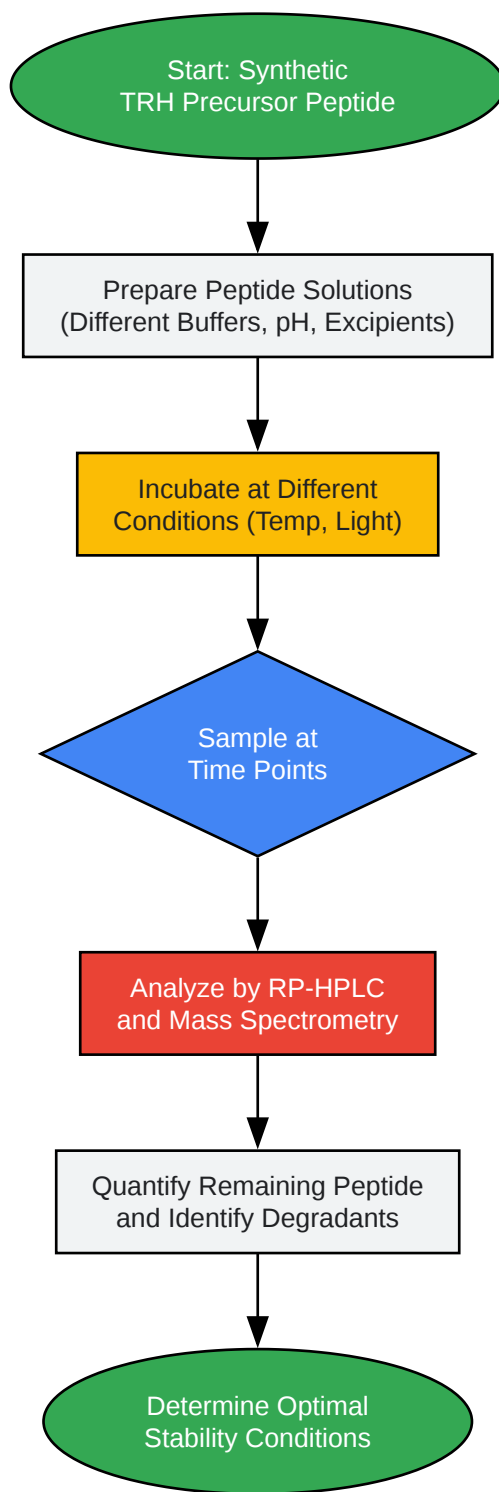 Start: Synthetic
TRH Precursor Peptide
Prepare Peptide Solutions
(Different Buffers, pH, Excipients)
Incubate at Different
Conditions (Temp, Light)
Sample at
Time Points
Analyze by RP-HPLC
and Mass Spectrometry
Quantify Remaining Peptide
and Identify Degradants
Determine Optimal
Stability Conditions